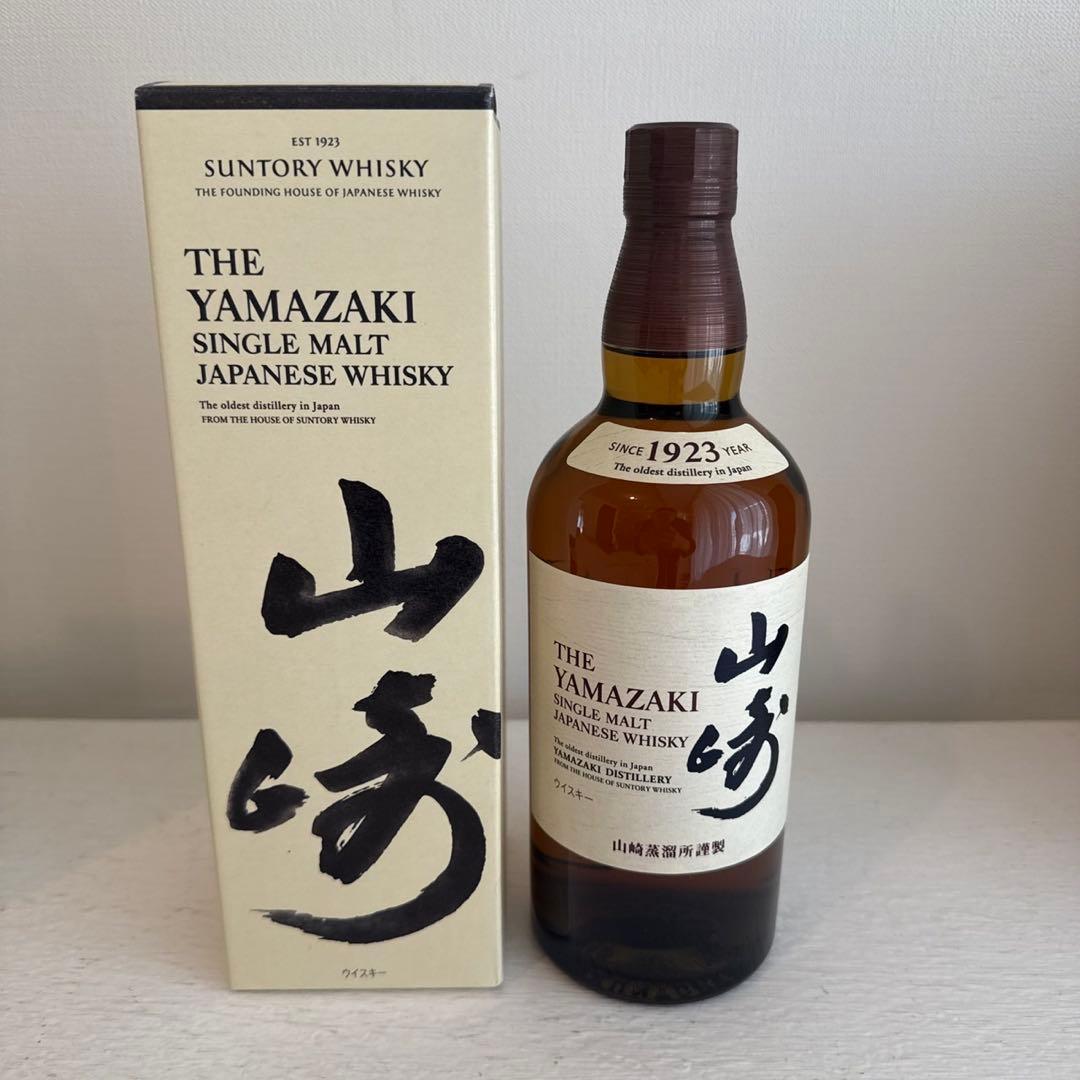 EST 1923
SUNTORY WHISKY
THE FOUNDING HOUSE OF JAPANESE WHISKY
THE
YAMAZAKI
SINGLE MALT
JAPANESE WHISKY
The oldest distillery in Japan
FROM THE HOUSE OF SUNTORY WHISKY
山
崎
ウイスキー
SINCE 1923 YEAR
The oldest distillery in Japan
THE
YAMAZAKI
SINGLE MALT
JAPANESE WHISKY
The oldest distillery in Japan
YAMAZAKI DISTILLERY
FROM THE HOUSE OF SUNTORY WHISKY
ウイスキー
山
崎
山崎蒸溜所謹製